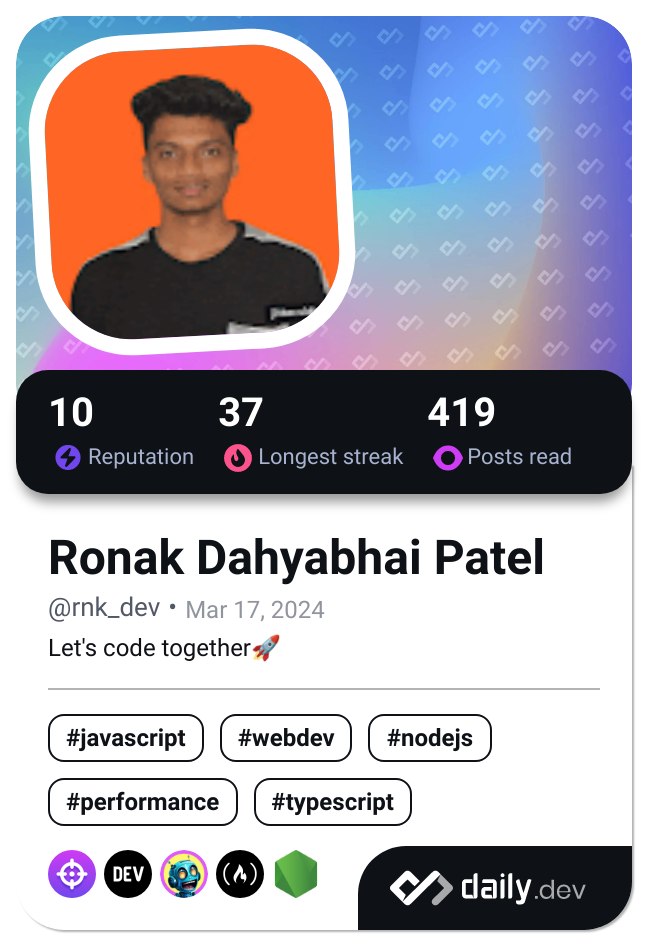 10 37 419
Reputation Longest streak Posts read
Ronak Dahyabhai Patel
@rnk_dev • Mar 17, 2024
Let's code together🚀
#javascript #webdev #nodejs
#performance #typescript
DEV
daily.dev